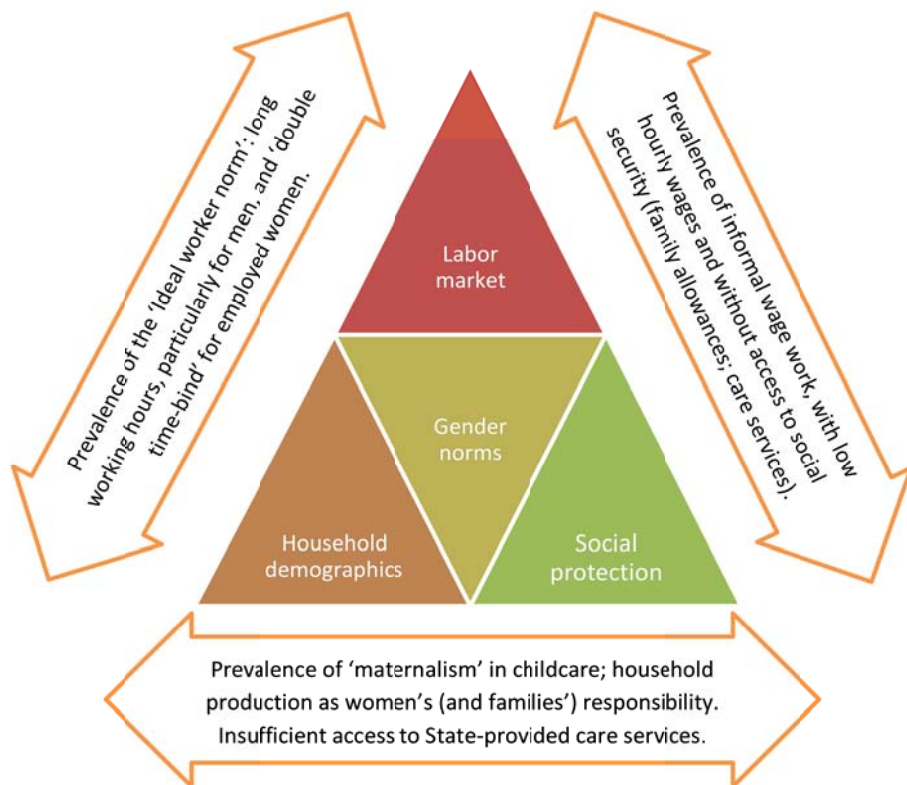 Prevalence of the ‘Ideal worker norm’: long
working hours, particularly for men, and ‘double
time-bind’ for employed women.
Prevalence of informal wage work, with low
hourly wages and without access to social
security (family allowances; care services).
Labor
market
Gender
norms
Household
demographics
Social
protection
Prevalence of ‘maternalism’ in childcare; household
production as women’s (and families’) responsibility.
Insufficient access to State-provided care services.